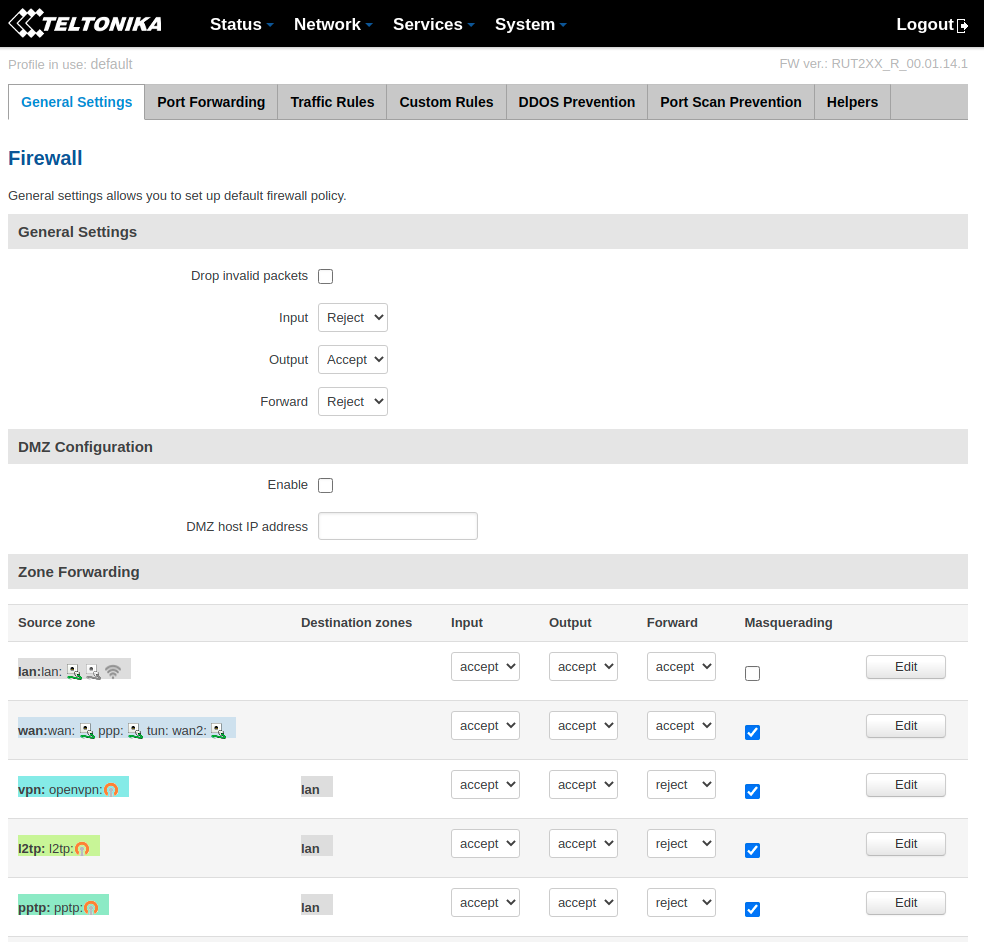 TELTONIKA Status Network Services System Logout
Profile in use: default FW ver.: RUT2XX_R_00.01.14.1
General Settings Port Forwarding Traffic Rules Custom Rules DDOS Prevention Port Scan Prevention Helpers
Firewall
General settings allows you to set up default firewall policy.
General Settings
Drop invalid packets
Input Reject
Output Accept
Forward Reject
DMZ Configuration
Enable
DMZ host IP address
Zone Forwarding
Source zone Destination zones Input Output Forward Masquerading
lan:lan: accept accept accept Edit
wan:wan: ppp: tun: wan2: accept accept accept Edit
vpn: openvpn: lan accept accept reject Edit
l2tp: l2tp: lan accept accept reject Edit
pptp: pptp: lan accept accept reject Edit